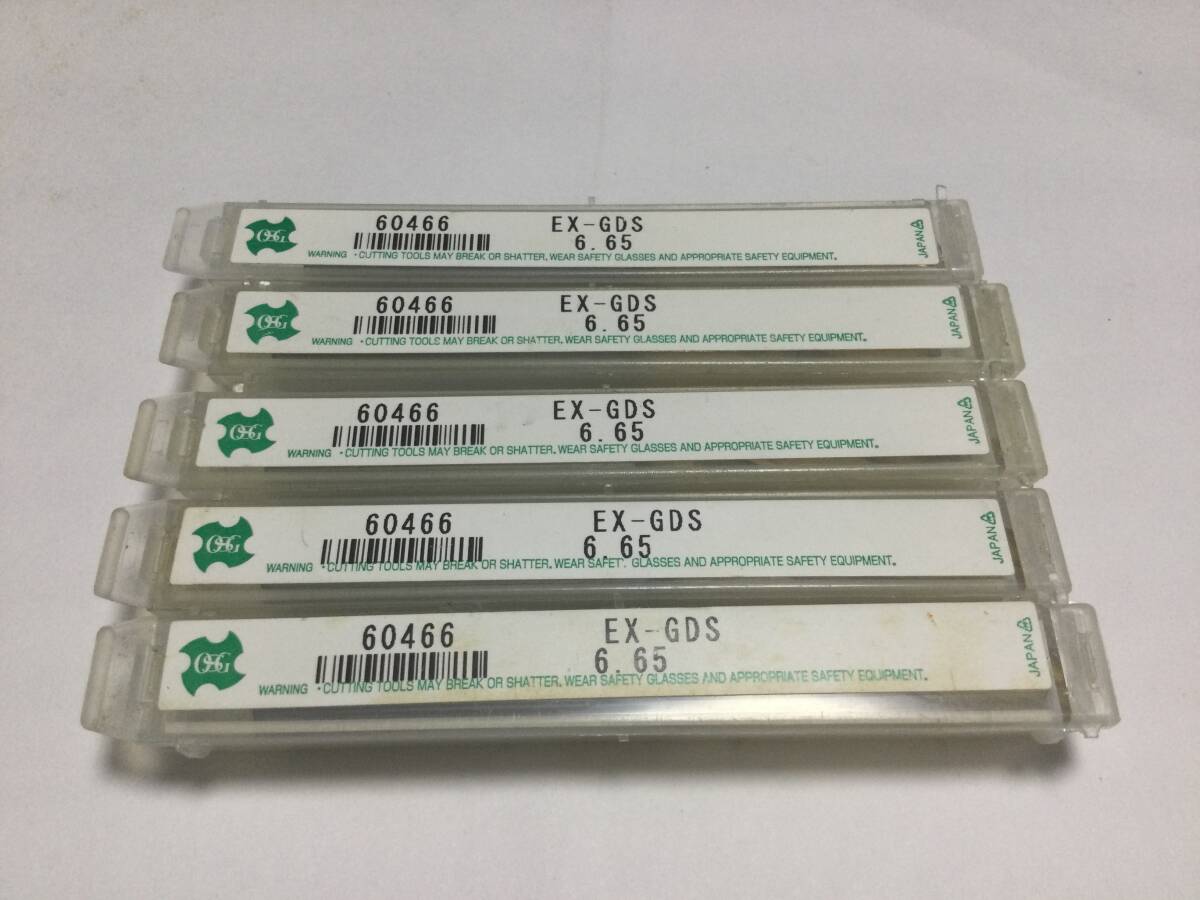 OSG
60466 EX-GDS
6.65
WARNING ・CUTTING TOOLS MAY BREAK OR SHATTER. WEAR SAFETY GLASSES AND APPROPRIATE SAFETY EQUIPMENT.
JAPAN
OSG
60466 EX-GDS
6.65
WARNING ・CUTTING TOOLS MAY BREAK OR SHATTER. WEAR SAFETY GLASSES AND APPROPRIATE SAFETY EQUIPMENT.
JAPAN
OSG
60466 EX-GDS
6.65
WARNING ・CUTTING TOOLS MAY BREAK OR SHATTER. WEAR SAFETY GLASSES AND APPROPRIATE SAFETY EQUIPMENT.
JAPAN
OSG
60466 EX-GDS
6.65
WARNING ・CUTTING TOOLS MAY BREAK OR SHATTER. WEAR SAFETY GLASSES AND APPROPRIATE SAFETY EQUIPMENT.
JAPAN
OSG
60466 EX-GDS
6.65
WARNING ・CUTTING TOOLS MAY BREAK OR SHATTER. WEAR SAFETY GLASSES AND APPROPRIATE SAFETY EQUIPMENT.
JAPAN